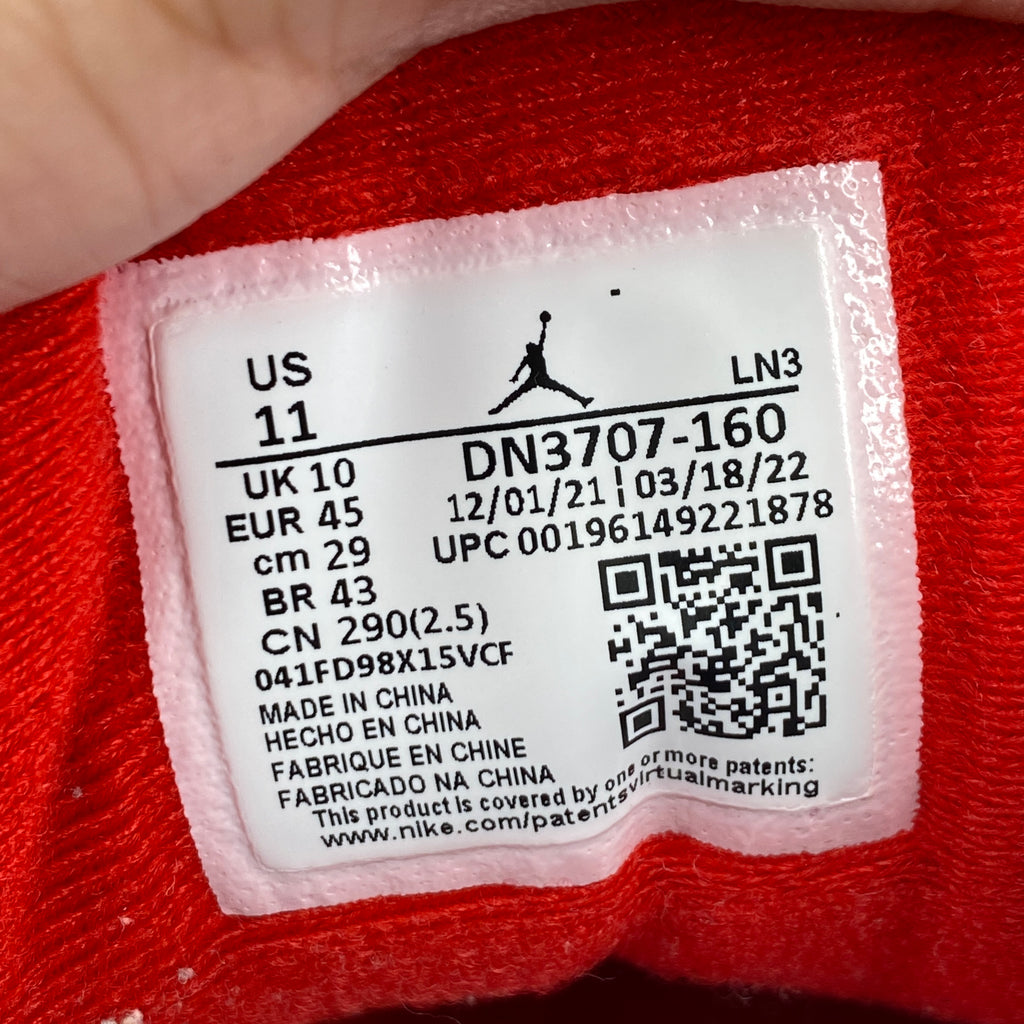 US
11
LN3
UK 10
EUR 45
cm 29
BR 43
CN 290(2.5)
DN3707-160
12/01/21 ¦ 03/18/22
UPC 00196149221878
041FD98X15VCF
MADE IN CHINA
HECHO EN CHINA
FABRIQUE EN CHINE
FABRICADO NA CHINA
This product is covered by one or more patents:
www.nike.com/patentsvirtualmarking